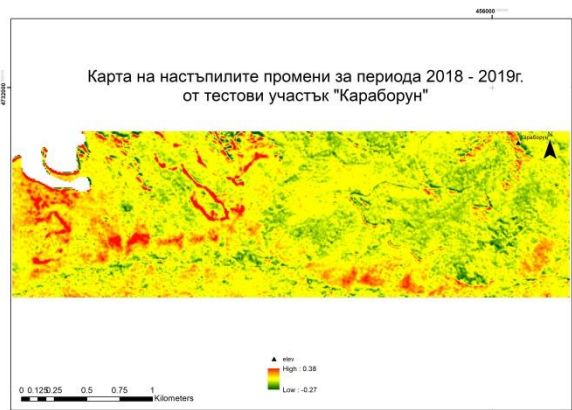 456000
4732000
Карта на настъпилите промени за периода 2018 - 2019г.
от тестови участък "Караборун"
Караборун
elev
High : 0.38
Low : -0.27
0 0.125 0.25 0.5 0.75 1
Kilometers